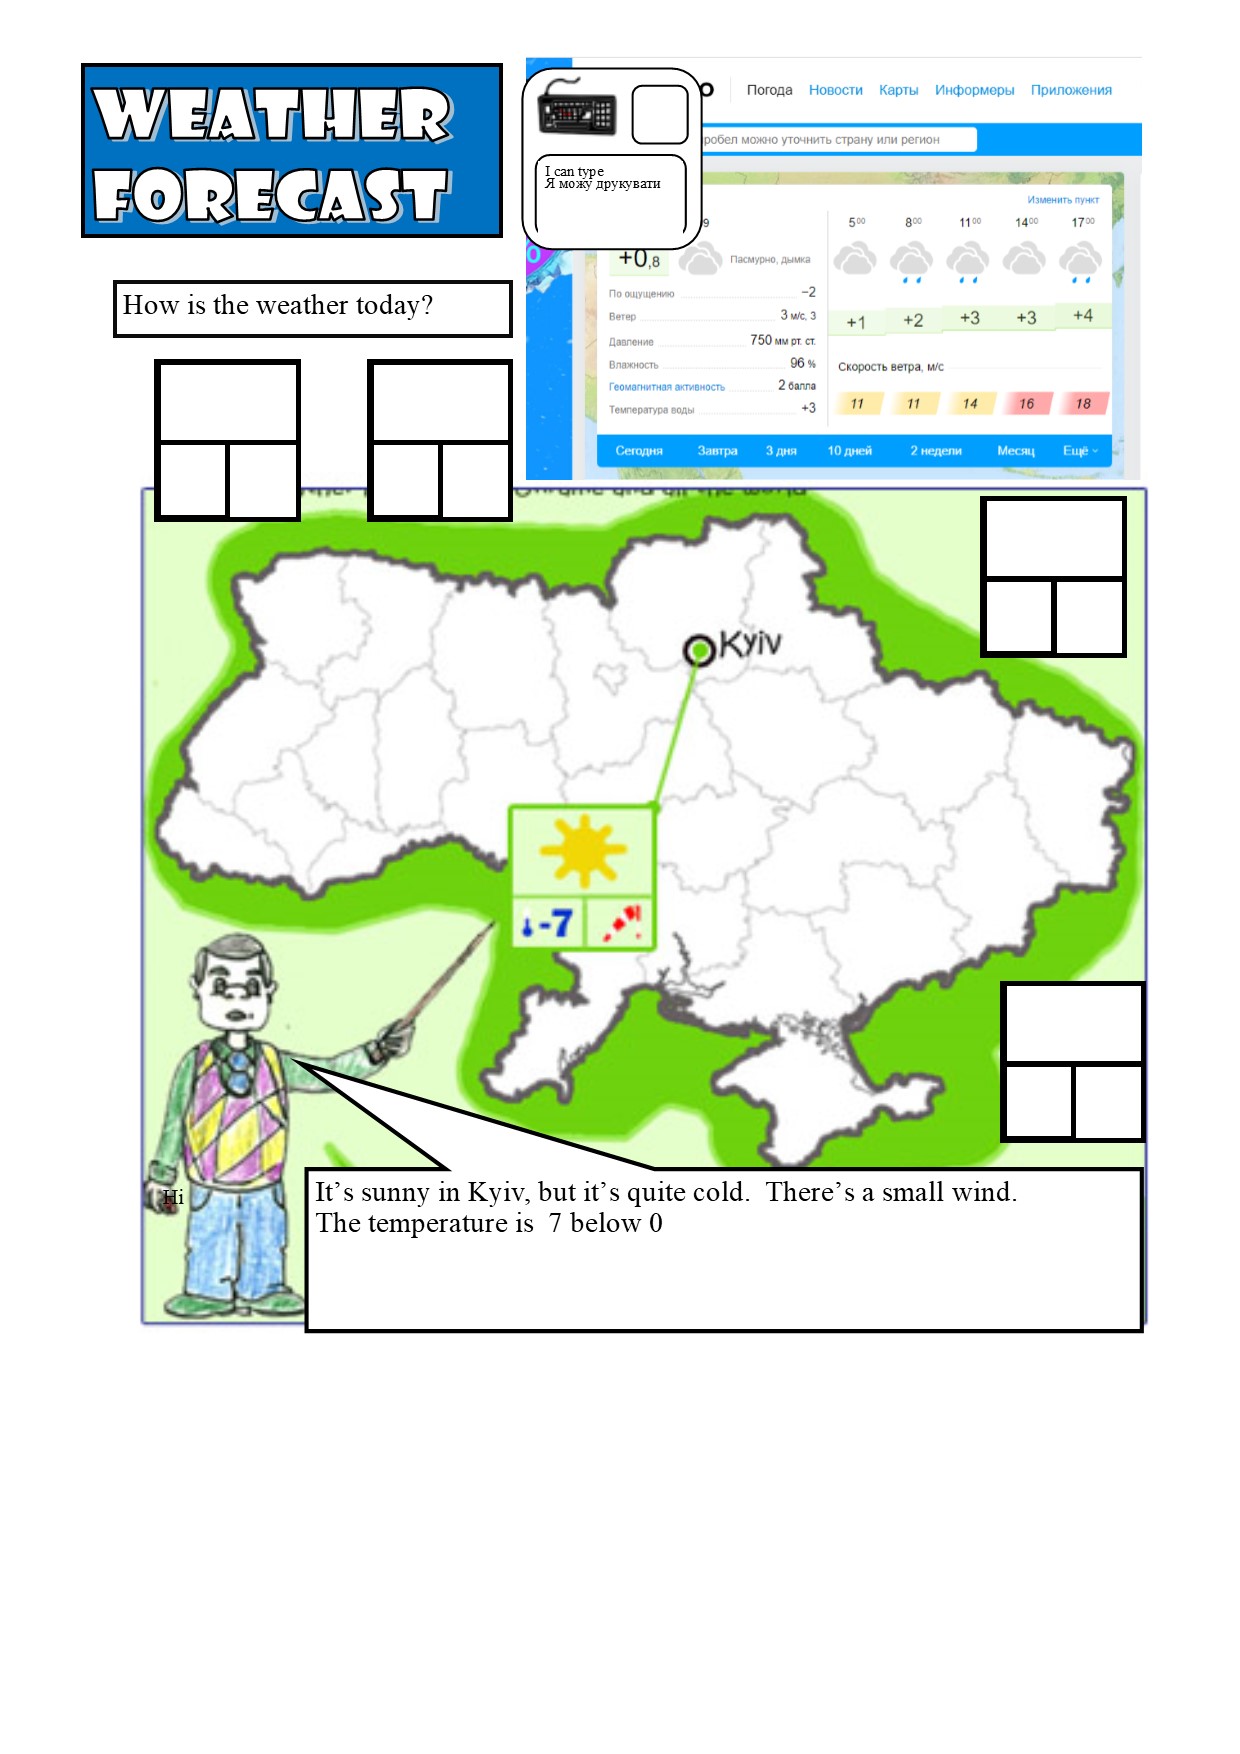 WEATHER
FORECAST
I can type
Я можу друкувати
Погода Новости Карты Информеры Приложения
робел можно уточнить страну или регион
Изменить пункт
9
5⁰⁰ 8⁰⁰ 11⁰⁰ 14⁰⁰ 17⁰⁰
+0,8 Пасмурно, дымка
По ощущению −2
Ветер 3 м/с, З
Давление 750 мм рт. ст.
Влажность 96 %
Геомагнитная активность 2 балла
Температура воды +3
+1 +2 +3 +3 +4
Скорость ветра, м/с
11 11 14 16 18
Сегодня Завтра 3 дня 10 дней 2 недели Месяц Ещё
How is the weather today?
Kyiv
-7
Hi
It’s sunny in Kyiv, but it’s quite cold. There’s a small wind.
The temperature is 7 below 0